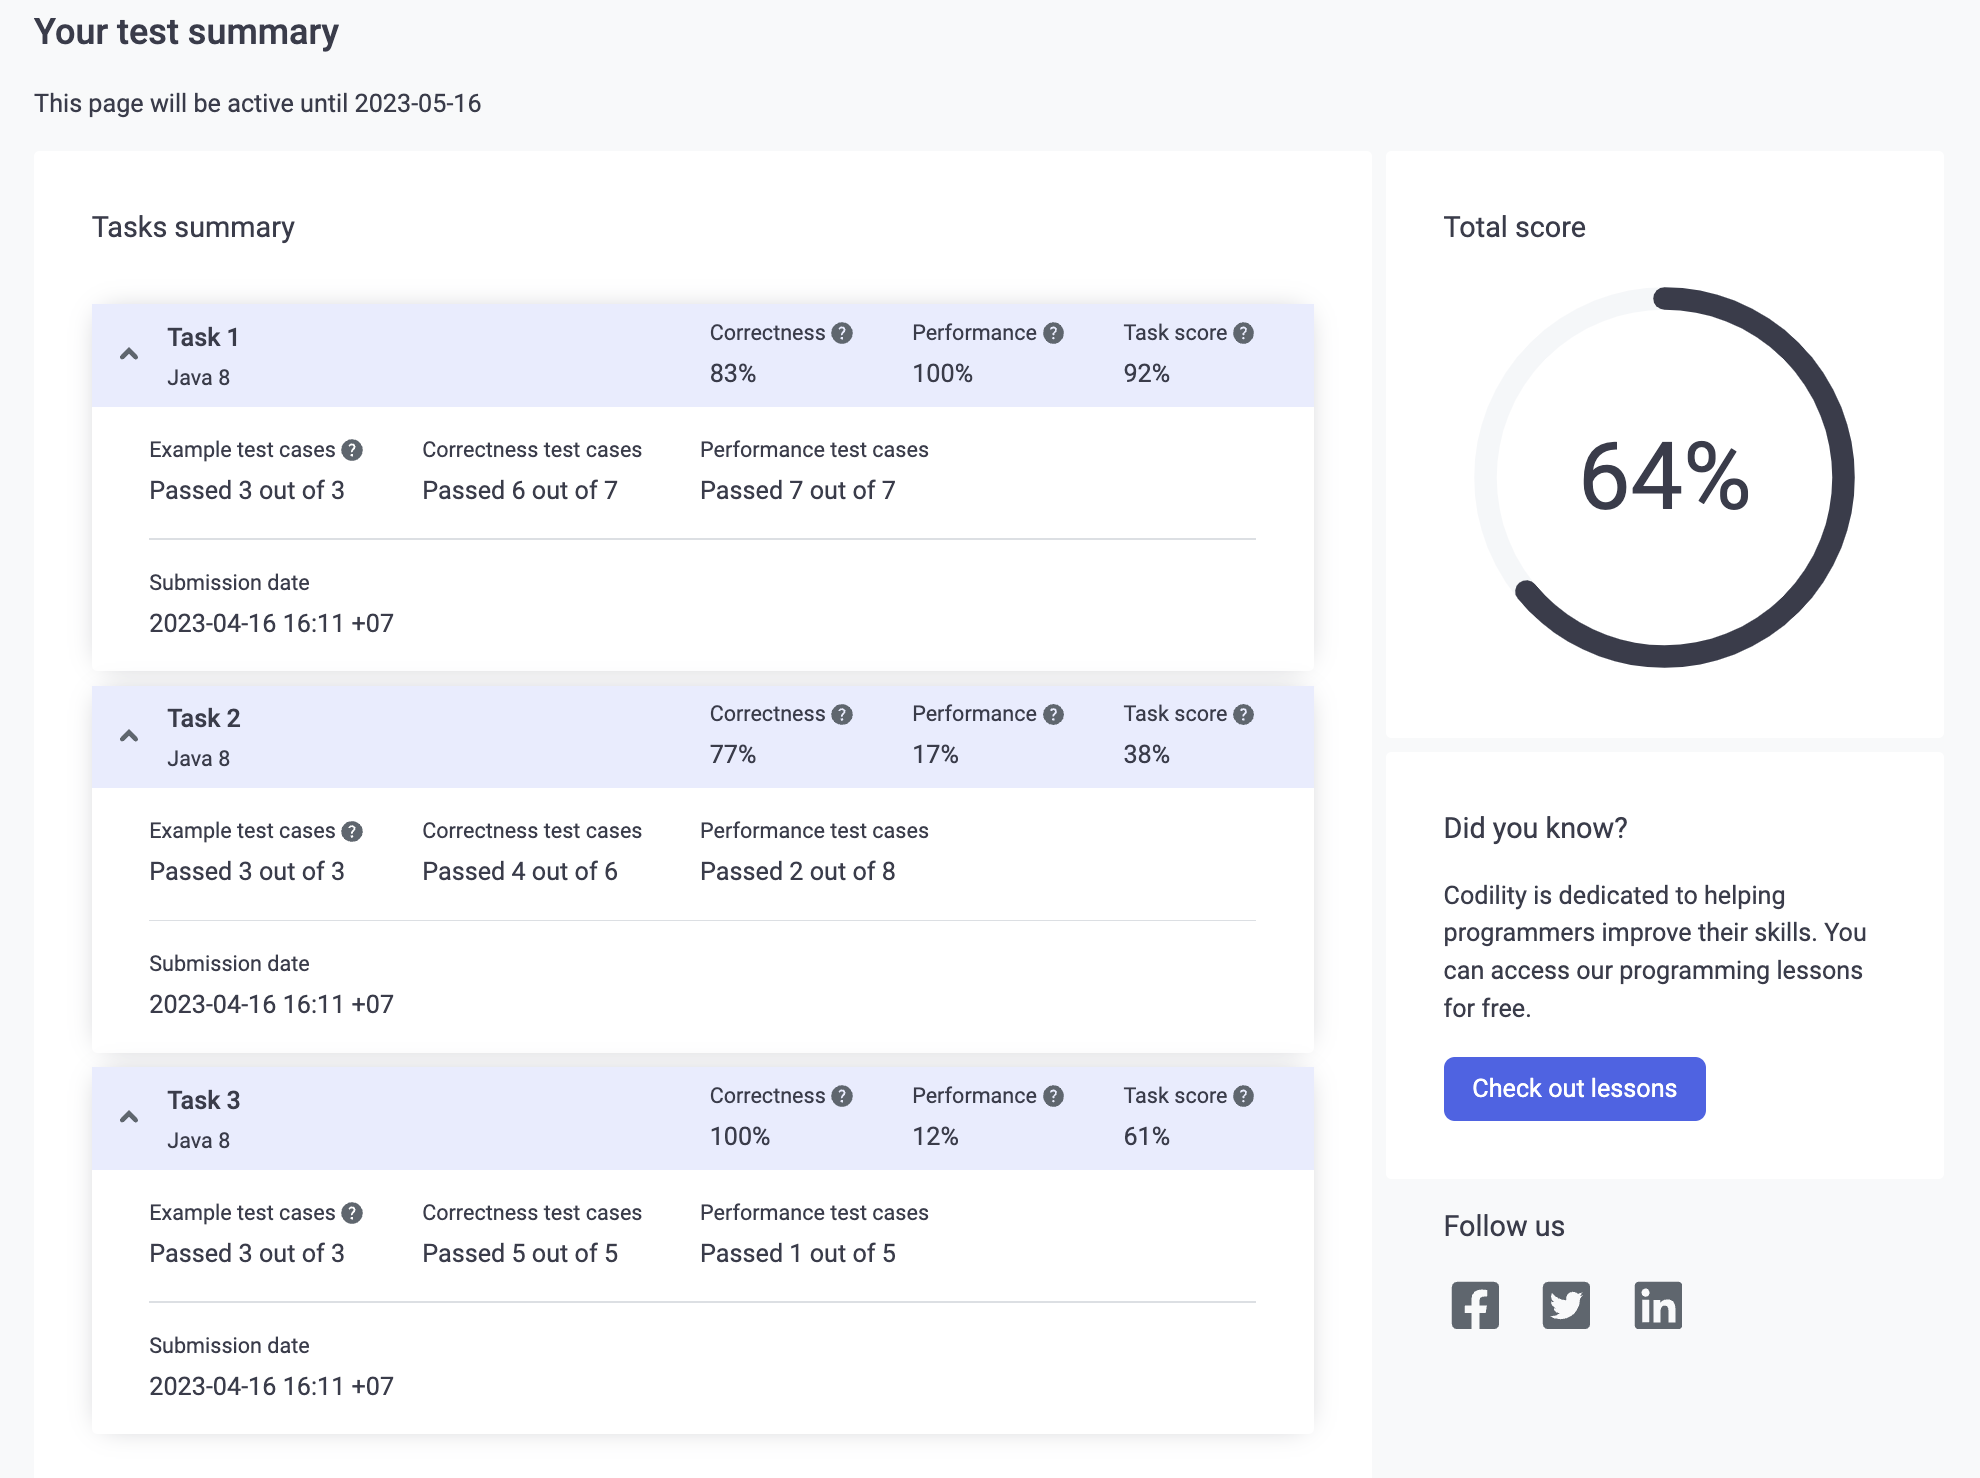 Your test summary
This page will be active until 2023-05-16
Tasks summary
Task 1
Java 8
Correctness ?
83%
Performance ?
100%
Task score ?
92%
Example test cases ?
Passed 3 out of 3
Correctness test cases
Passed 6 out of 7
Performance test cases
Passed 7 out of 7
Submission date
2023-04-16 16:11 +07
Task 2
Java 8
Correctness ?
77%
Performance ?
17%
Task score ?
38%
Example test cases ?
Passed 3 out of 3
Correctness test cases
Passed 4 out of 6
Performance test cases
Passed 2 out of 8
Submission date
2023-04-16 16:11 +07
Task 3
Java 8
Correctness ?
100%
Performance ?
12%
Task score ?
61%
Example test cases ?
Passed 3 out of 3
Correctness test cases
Passed 5 out of 5
Performance test cases
Passed 1 out of 5
Submission date
2023-04-16 16:11 +07
Total score
64%
Did you know?
Codility is dedicated to helping
programmers improve their skills. You
can access our programming lessons
for free.
Check out lessons
Follow us